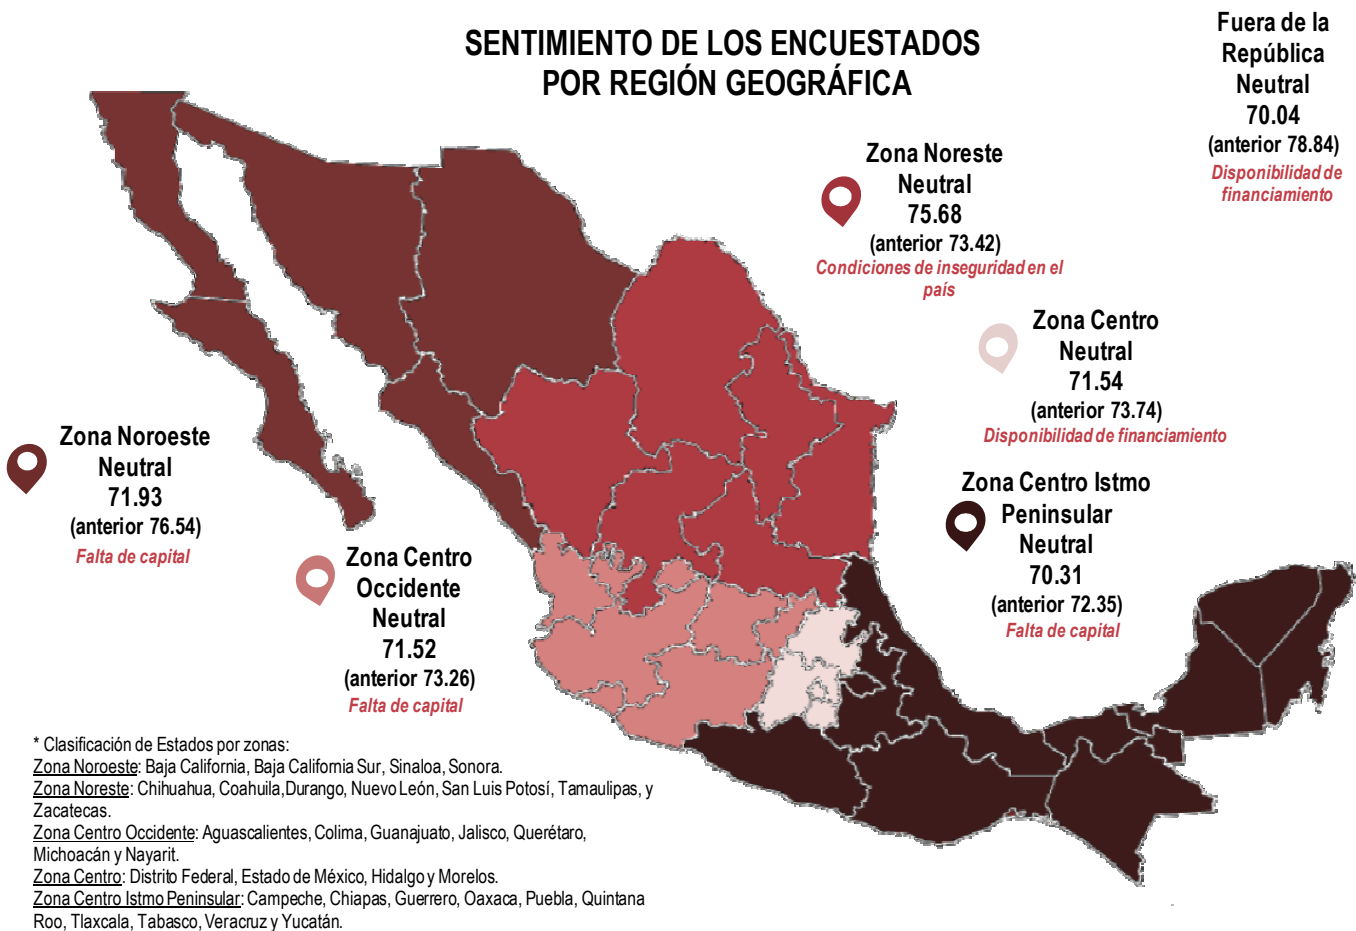 SENTIMIENTO DE LOS ENCUESTADOS
POR REGIÓN GEOGRÁFICA
Fuera de la
República
Neutral
70.04
(anterior 78.84)
Disponibilidad de
financiamiento
Zona Noreste
Neutral
75.68
(anterior 73.42)
Condiciones de inseguridad en el
país
Zona Centro
Neutral
71.54
(anterior 73.74)
Disponibilidad de financiamiento
Zona Noroeste
Neutral
71.93
(anterior 76.54)
Falta de capital
Zona Centro Istmo
Peninsular
Neutral
70.31
(anterior 72.35)
Falta de capital
Zona Centro
Occidente
Neutral
71.52
(anterior 73.26)
Falta de capital
* Clasificación de Estados por zonas:
Zona Noroeste: Baja California, Baja California Sur, Sinaloa, Sonora.
Zona Noreste: Chihuahua, Coahuila,Durango, Nuevo León, San Luis Potosí, Tamaulipas, y
Zacatecas.
Zona Centro Occidente: Aguascalientes, Colima, Guanajuato, Jalisco, Querétaro,
Michoacán y Nayarit.
Zona Centro: Distrito Federal, Estado de México, Hidalgo y Morelos.
Zona Centro Istmo Peninsular: Campeche, Chiapas, Guerrero, Oaxaca, Puebla, Quintana
Roo, Tlaxcala, Tabasco, Veracruz y Yucatán.